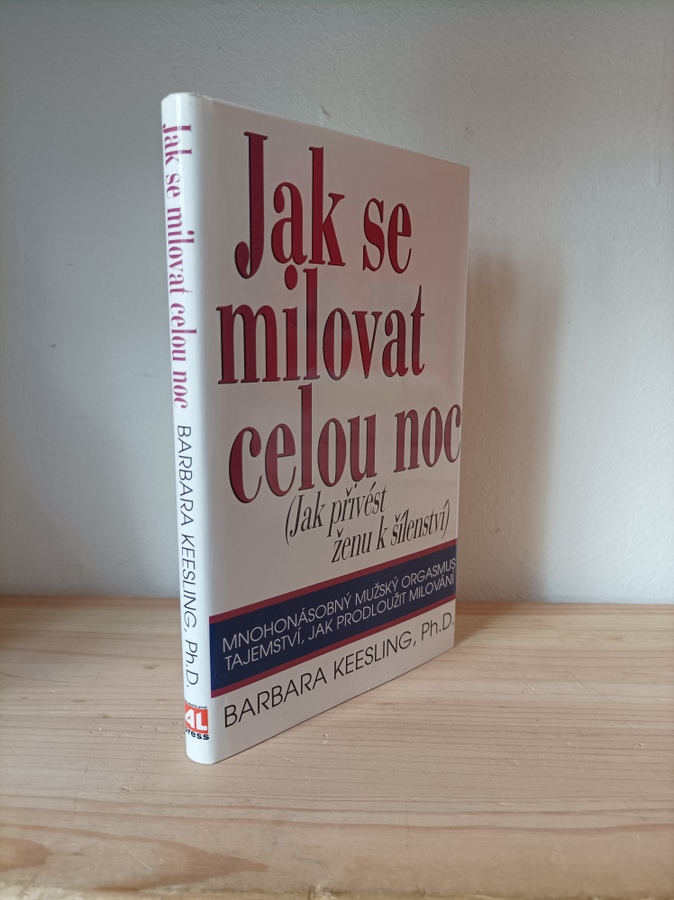 Jak se milovat celou noc BARBARA KEESLING, Ph.D.
AL
press
Jak se
milovat
celou noc
(Jak přivést
ženu k šílenství)
MNOHONÁSOBNÝ MUŽSKÝ ORGASMUS
TAJEMSTVÍ, JAK PRODLOUŽIT MILOVÁNÍ
BARBARA KEESLING, Ph.D.